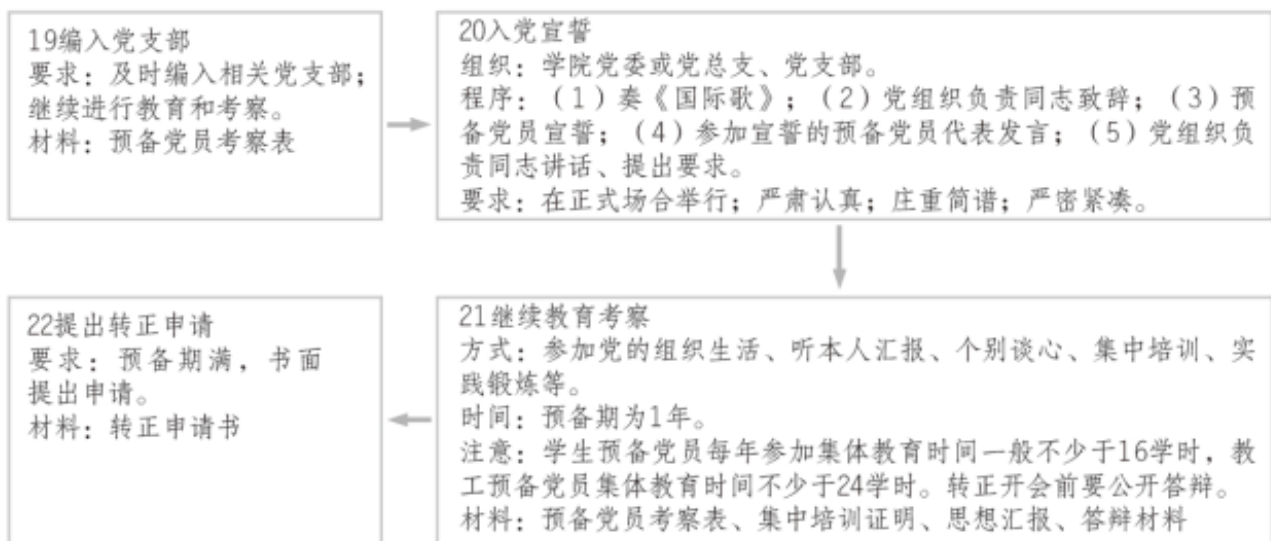 19编入党支部
要求：及时编入相关党支部；
继续进行教育和考察。
材料：预备党员考察表
20入党宣誓
组织：学院党委或党总支、党支部。
程序：（1）奏《国际歌》；（2）党组织负责同志致辞；（3）预
备党员宣誓；（4）参加宣誓的预备党员代表发言；（5）党组织负
责同志讲话、提出要求。
要求：在正式场合举行；严肃认真；庄重简谱；严密紧凑。
21继续教育考察
方式：参加党的组织生活、听本人汇报、个别谈心、集中培训、实
践锻炼等。
时间：预备期为1年。
注意：学生预备党员每年参加集体教育时间一般不少于16学时，教
工预备党员集体教育时间不少于24学时。转正开会前要公开答辩。
材料：预备党员考察表、集中培训证明、思想汇报、答辩材料
22提出转正申请
要求：预备期满，书面
提出申请。
材料：转正申请书